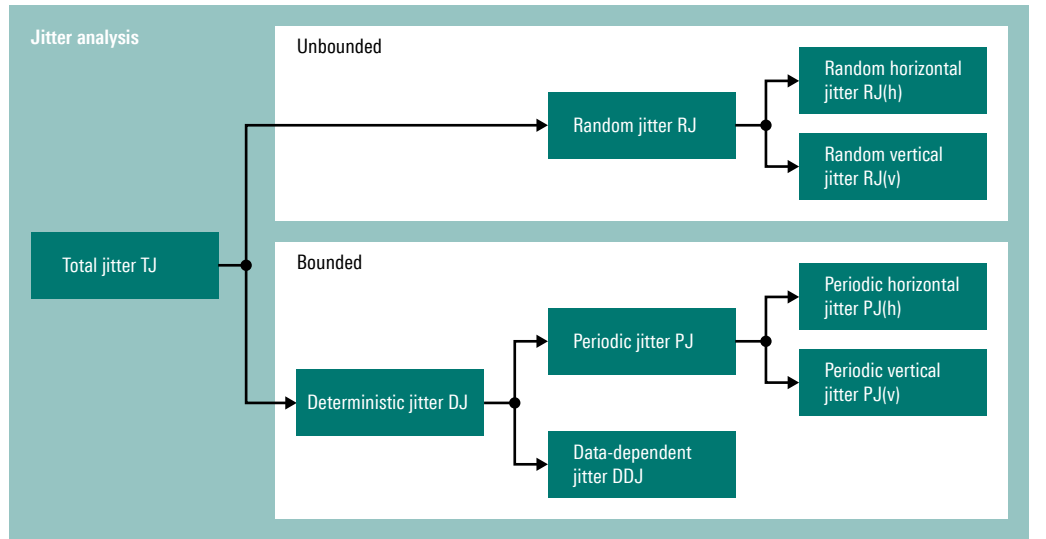 Jitter analysis
Unbounded
Random jitter RJ
Random horizontal
jitter RJ(h)
Random vertical
jitter RJ(v)
Total jitter TJ
Bounded
Deterministic jitter DJ
Periodic jitter PJ
Periodic horizontal
jitter PJ(h)
Periodic vertical
jitter PJ(v)
Data-dependent
jitter DDJ